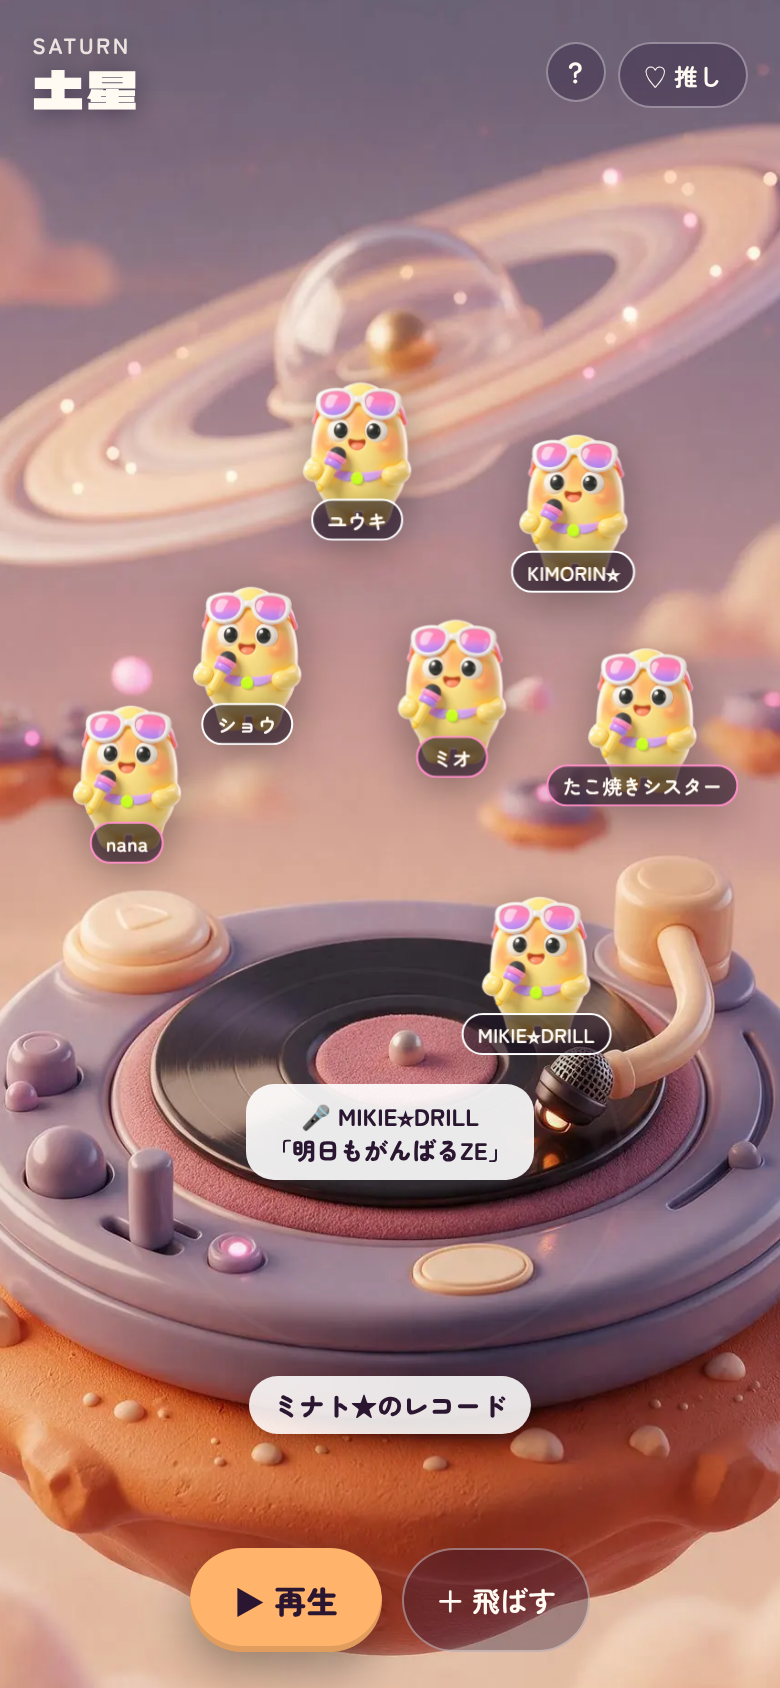 SATURN
土星
?
♡ 推し
ユウキ
KIMORIN★
ショウ
ミオ
たこ焼きシスター
nana
MIKIE★DRILL
🎤 MIKIE★DRILL
「明日もがんばるZE」
ミナト★のレコード
▶ 再生
＋ 飛ばす